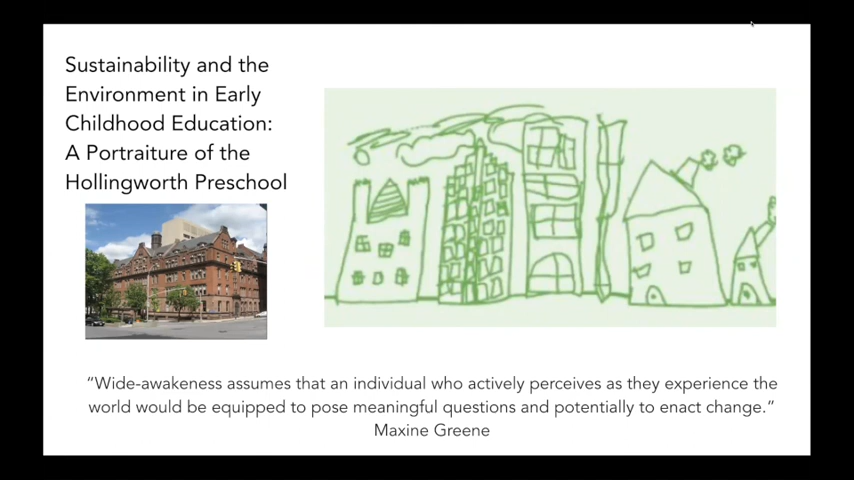 Sustainability and the
Environment in Early
Childhood Education:
A Portraiture of the
Hollingworth Preschool
“Wide-awakeness assumes that an individual who actively perceives as they experience the
world would be equipped to pose meaningful questions and potentially to enact change.”
Maxine Greene